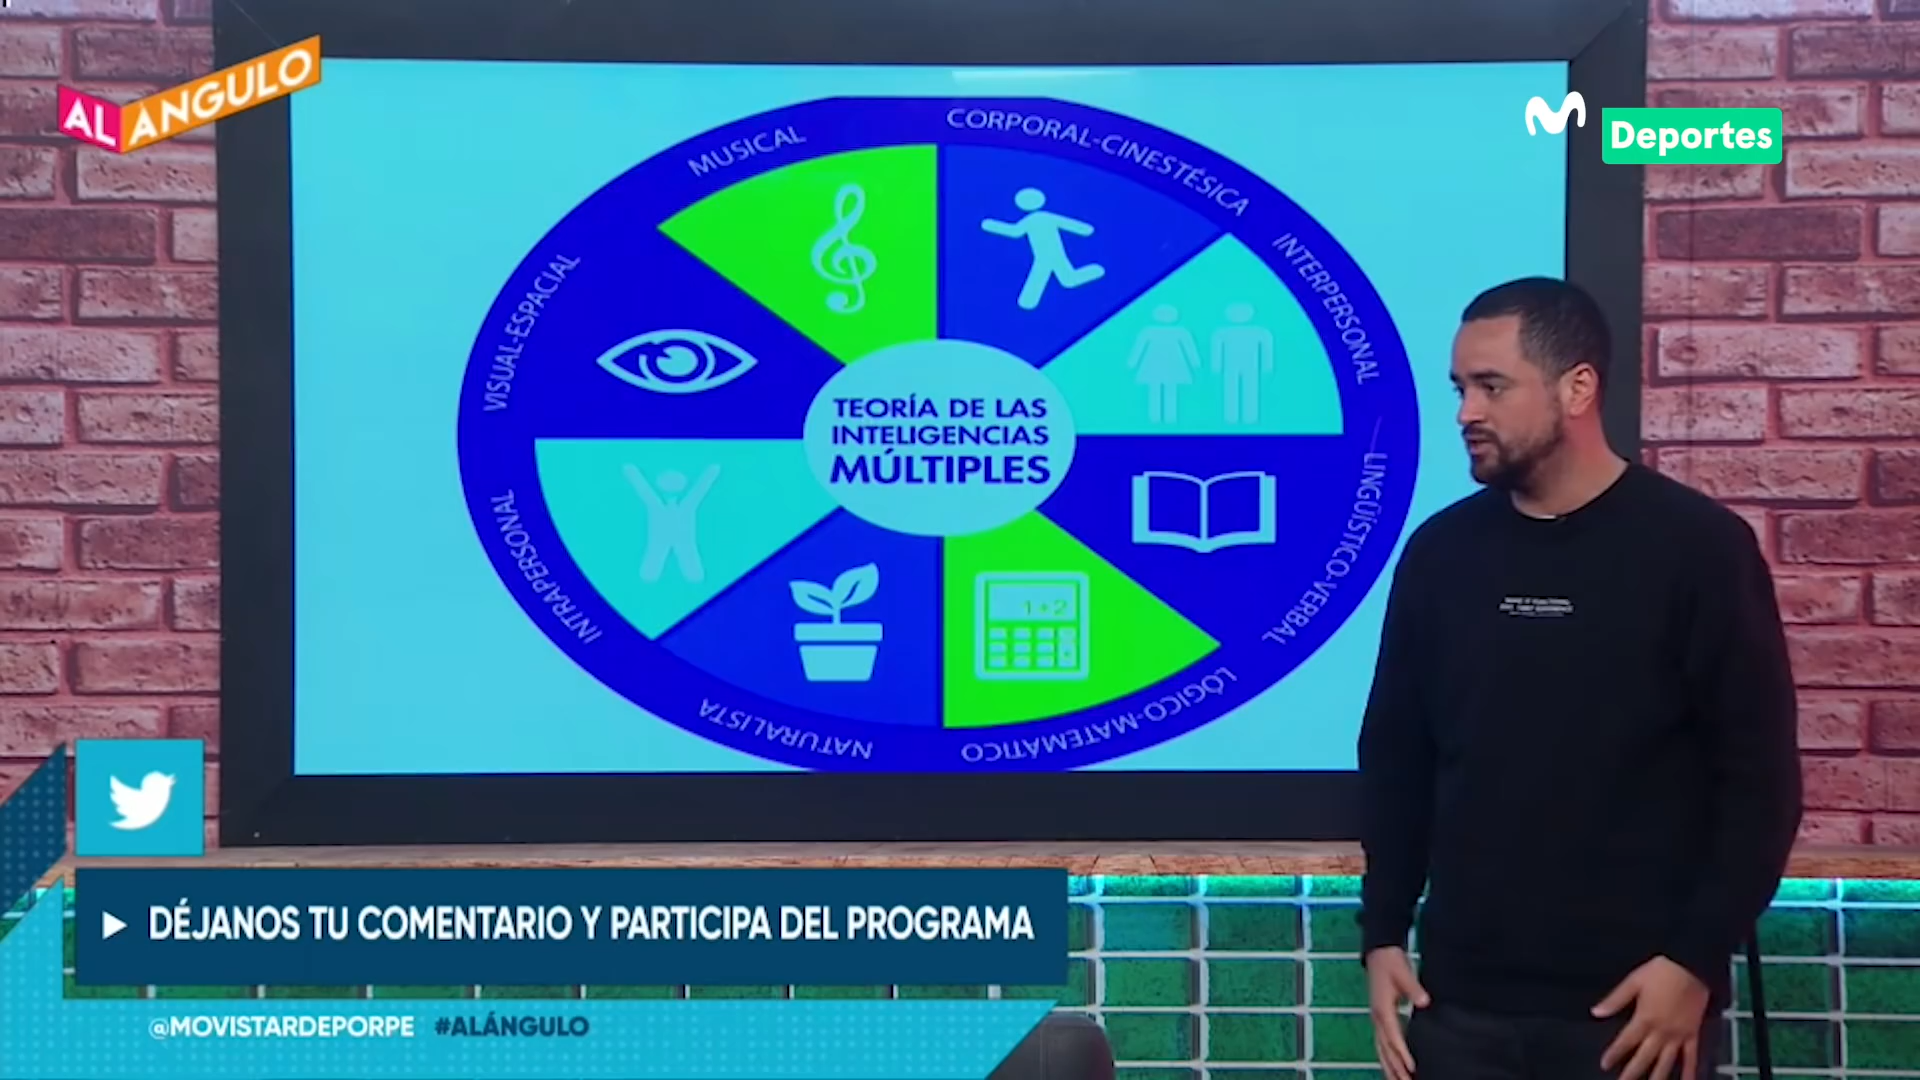 AL ÁNGULO
Deportes
MUSICAL
CORPORAL-CINESTÉSICA
INTERPERSONAL
VISUAL-ESPACIAL
TEORÍA DE LAS
INTELIGENCIAS
MÚLTIPLES
LINGÜÍSTICO-VERBAL
INTRAPERSONAL
1+2
LÓGICO-MATEMÁTICO
NATURALISTA
DÉJANOS TU COMENTARIO Y PARTICIPA DEL PROGRAMA
@MOVISTARDEPORPE #ALÁNGULO